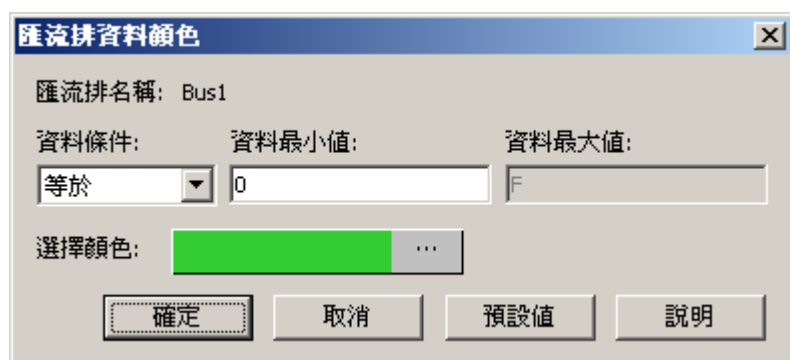 匯流排資料顏色
匯流排名稱: Bus1
資料條件: 資料最小值: 資料最大值:
等於 0 F
選擇顏色: ...
確定 取消 預設值 說明